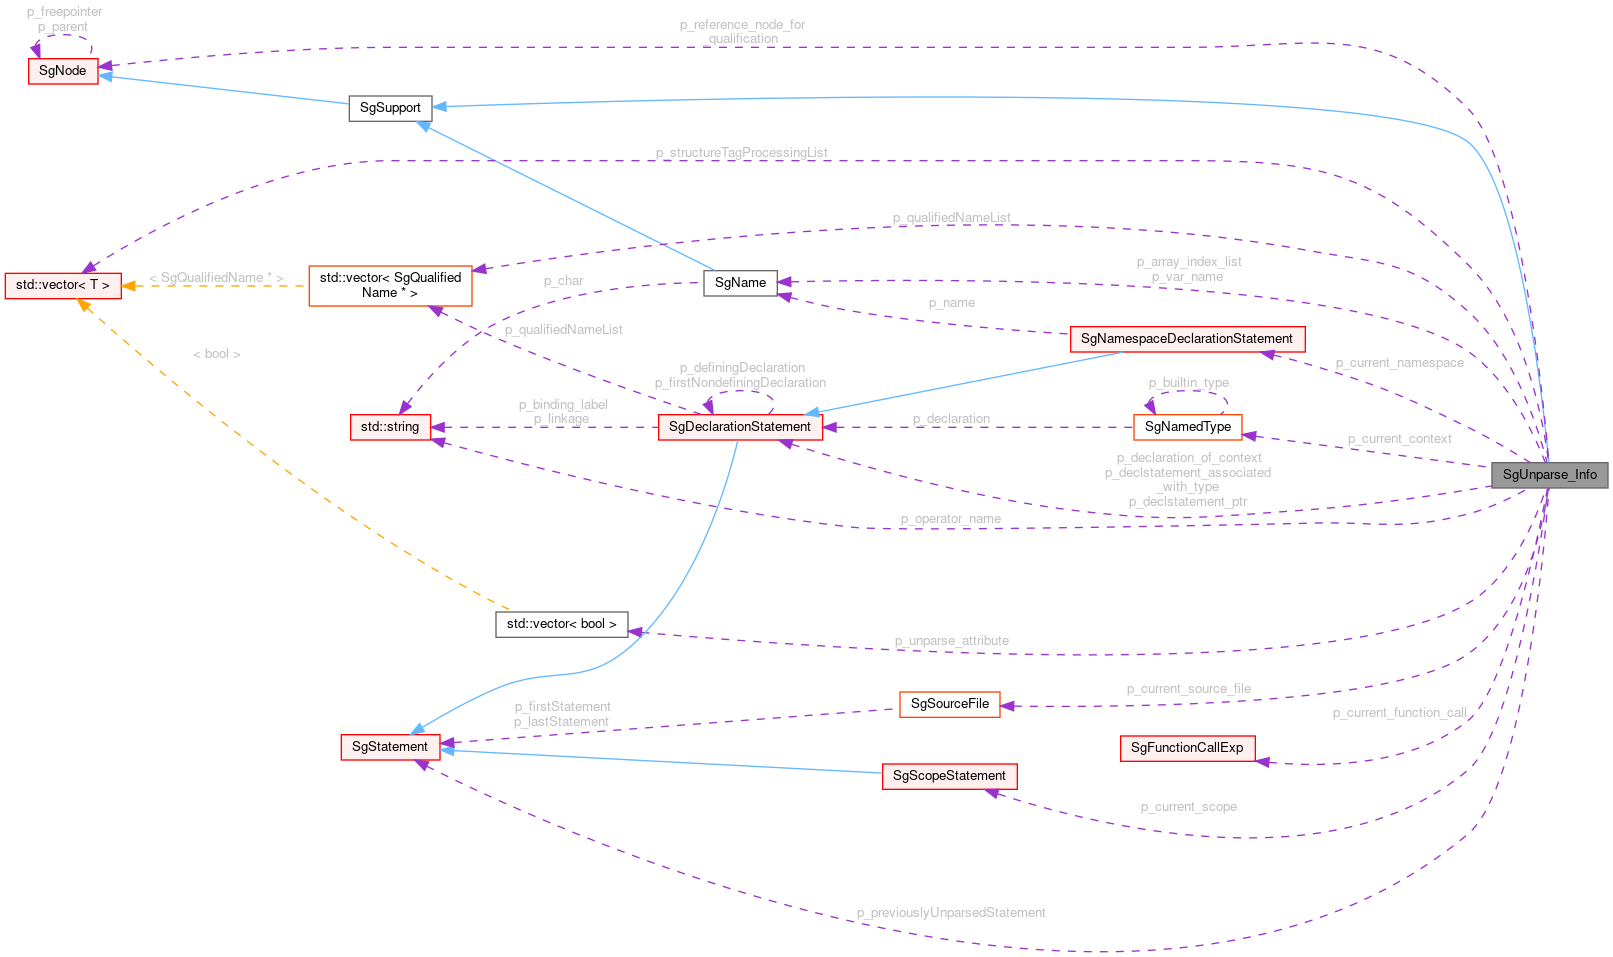 p_freepointer
p_parent
p_reference_node_for
_qualification
SgNode
SgSupport
p_structureTagProcessingList
p_qualifiedNameList
std::vector< T >
< SgQualifiedName * >
std::vector< SgQualified
Name * >
p_char
SgName
p_array_index_list
p_var_name
p_name
p_qualifiedNameList
SgNamespaceDeclarationStatement
< bool >
p_definingDeclaration
p_firstNondefiningDeclaration
p_builtin_type
p_current_namespace
p_binding_label
p_linkage
std::string
SgDeclarationStatement
p_declaration
SgNamedType
p_current_context
p_declaration_of_context
p_declstatement_associated
_with_type
p_declstatement_ptr
SgUnparse_Info
p_operator_name
std::vector< bool >
p_unparse_attribute
p_current_source_file
SgSourceFile
p_firstStatement
p_lastStatement
p_current_function_call
SgStatement
SgFunctionCallExp
SgScopeStatement
p_current_scope
p_previouslyUnparsedStatement